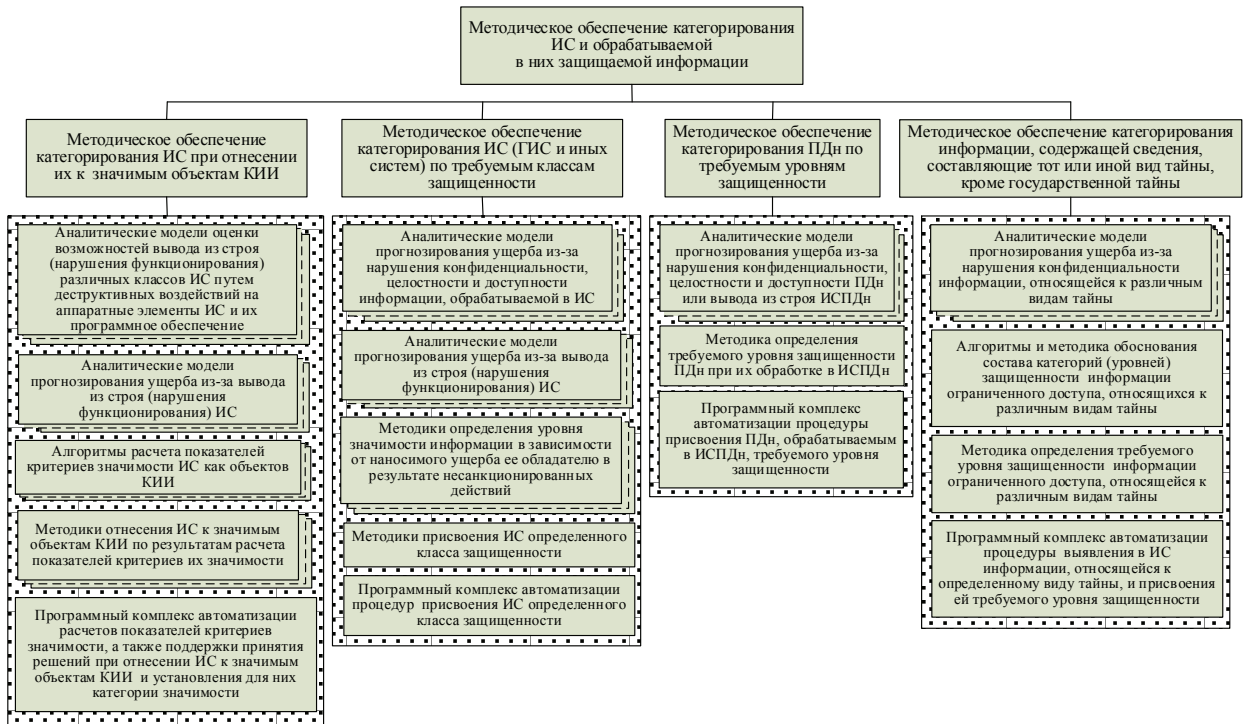 Методическое обеспечение категорирования
ИС и обрабатываемой
в них защищаемой информации
Методическое обеспечение
категорирования ИС при отнесении
их к значимым объектам КИИ
Аналитические модели оценки
возможностей вывода из строя
(нарушения функционирования)
различных классов ИС путем
деструктивных воздействий на
аппаратные элементы ИС и их
программное обеспечение
Аналитические модели
прогнозирования ущерба из-за вывода
из строя (нарушения
функционирования) ИС
Алгоритмы расчета показателей
критериев значимости ИС как объектов
КИИ
Методики отнесения ИС к значимым
объектам КИИ по результатам расчета
показателей критериев их значимости
Программный комплекс автоматизации
расчетов показателей критериев
значимости, а также поддержки принятия
решений при отнесении ИС к значимым
объектам КИИ и установления для них
категории значимости
Методическое обеспечение
категорирования ИС (ГИС и иных
систем) по требуемым классам
защищенности
Аналитические модели
прогнозирования ущерба из-за
нарушения конфиденциальности,
целостности и доступности
информации, обрабатываемой в ИС
Аналитические модели
прогнозирования ущерба из-за вывода
из строя (нарушения
функционирования) ИС
Методики определения уровня
значимости информации в зависимости
от наносимого ущерба ее обладателю в
результате несанкционированных
действий
Методики присвоения ИС определенного
класса защищенности
Программный комплекс автоматизации
процедур присвоения ИС определенного
класса защищенности
Методическое обеспечение
категорирования ПДн по
требуемым уровням
защищенности
Аналитические модели
прогнозирования ущерба из-за
нарушения конфиденциальности,
целостности и доступности ПДн
или вывода из строя ИСПДн
Методика определения
требуемого уровня защищенности
ПДн при их обработке в ИСПДн
Программный комплекс
автоматизации процедуры
присвоения ПДн, обрабатываемым
в ИСПДн, требуемого уровня
защищенности
Методическое обеспечение категорирования
информации, содержащей сведения,
составляющие тот или иной вид тайны,
кроме государственной тайны
Аналитические модели
прогнозирования ущерба из-за
нарушения конфиденциальности
информации, относящейся к различным
видам тайны
Алгоритмы и методика обоснования
состава категорий (уровней)
защищенности информации
ограниченного доступа, относящихся к
различным видам тайны
Методика определения требуемого
уровня защищенности информации
ограниченного доступа, относящейся к
различным видам тайны
Программный комплекс автоматизации
процедуры выявления в ИС
информации, относящейся к
определенному виду тайны, и присвоения
ей требуемого уровня защищенности